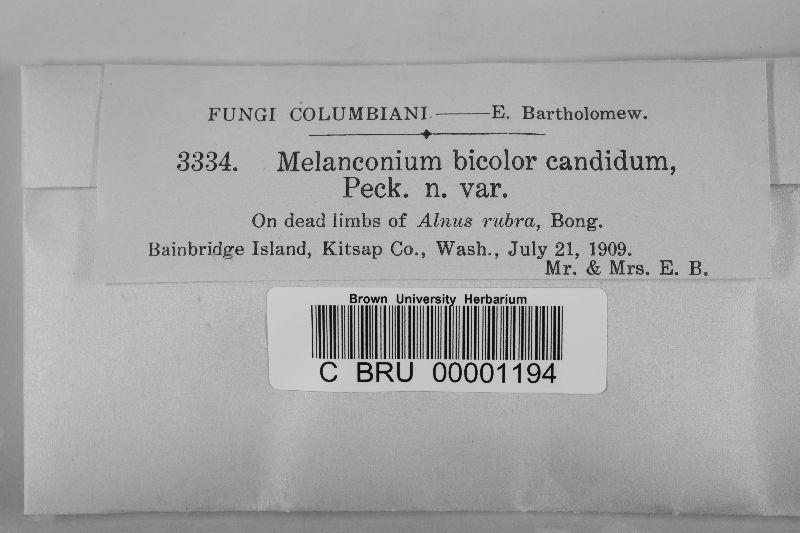 FUNGI COLUMBIANI.——E. Bartholomew.
3334. Melanconium bicolor candidum,
Peck. n. var.
On dead limbs of Alnus rubra, Bong.
Bainbridge Island, Kitsap Co., Wash., July 21, 1909.
Mr. & Mrs. E. B.
Brown University Herbarium
C BRU 00001194